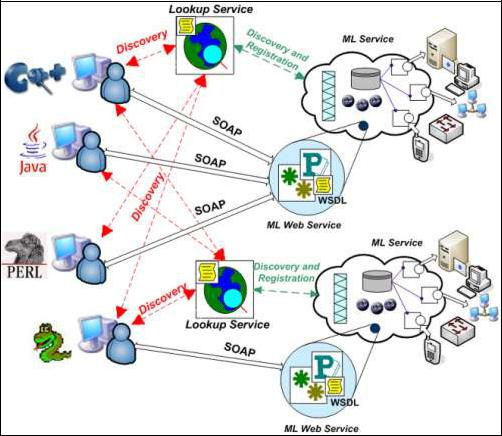 Lookup Service
Discovery
Discovery and
Registration
ML Service
C++
SOAP
Java
SOAP
Discovery
SOAP
P
WSDL
ML Web Service
PERL
ML Service
Discovery and
Registration
Discovery
Lookup Service
SOAP
P
WSDL
ML Web Service